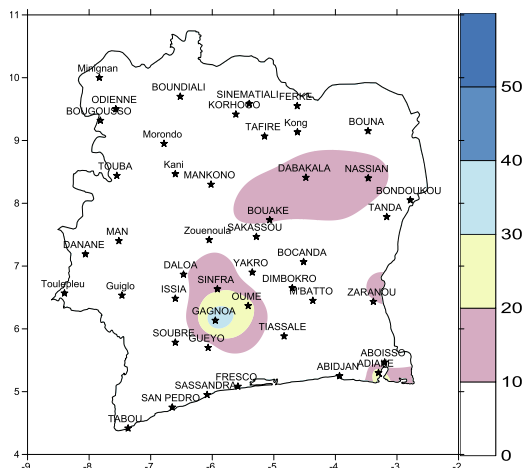 11
10
9
8
7
6
5
4
-9
-8
-7
-6
-5
-4
-3
-2
50
40
30
20
10
0
Minignan
BOUNDIALI
ODIENNE
SINEMATIALI
FERKE
BOUGOUSSO
KORHOGO
Morondo
TAFIRE
Kong
BOUNA
TOUBA
Kani
MANKONO
DABAKALA
NASSIAN
BONDOUKOU
BOUAKE
TANDA
MAN
Zouenoula
SAKASSOU
DANANE
BOCANDA
DALOA
YAKRO
Toulepleu
Guiglo
ISSIA
SINFRA
DIMBOKRO
M'BATTO
ZARANOU
OUME
GAGNOA
SOUBRE
GUEYO
TIASSALE
ABOISSO
ABIDJAN
ADIAKE
FRESCO
SASSANDRA
SAN PEDRO
TABOU